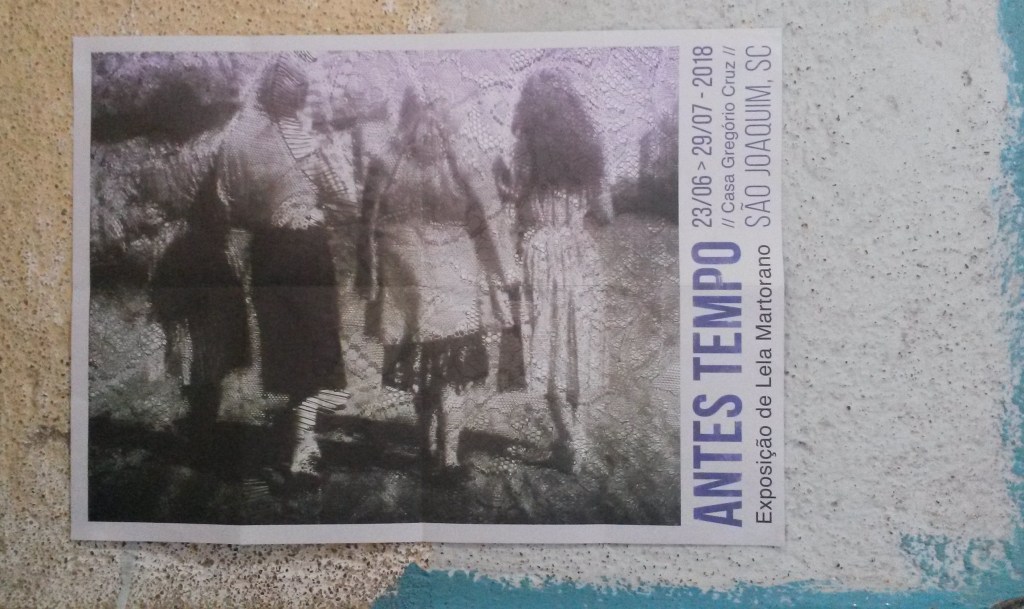 ANTES TEMPO
Exposição de Lela Martorano
23/06 > 29/07 - 2018
// Casa Gregório Cruz //
SÃO JOAQUIM, SC